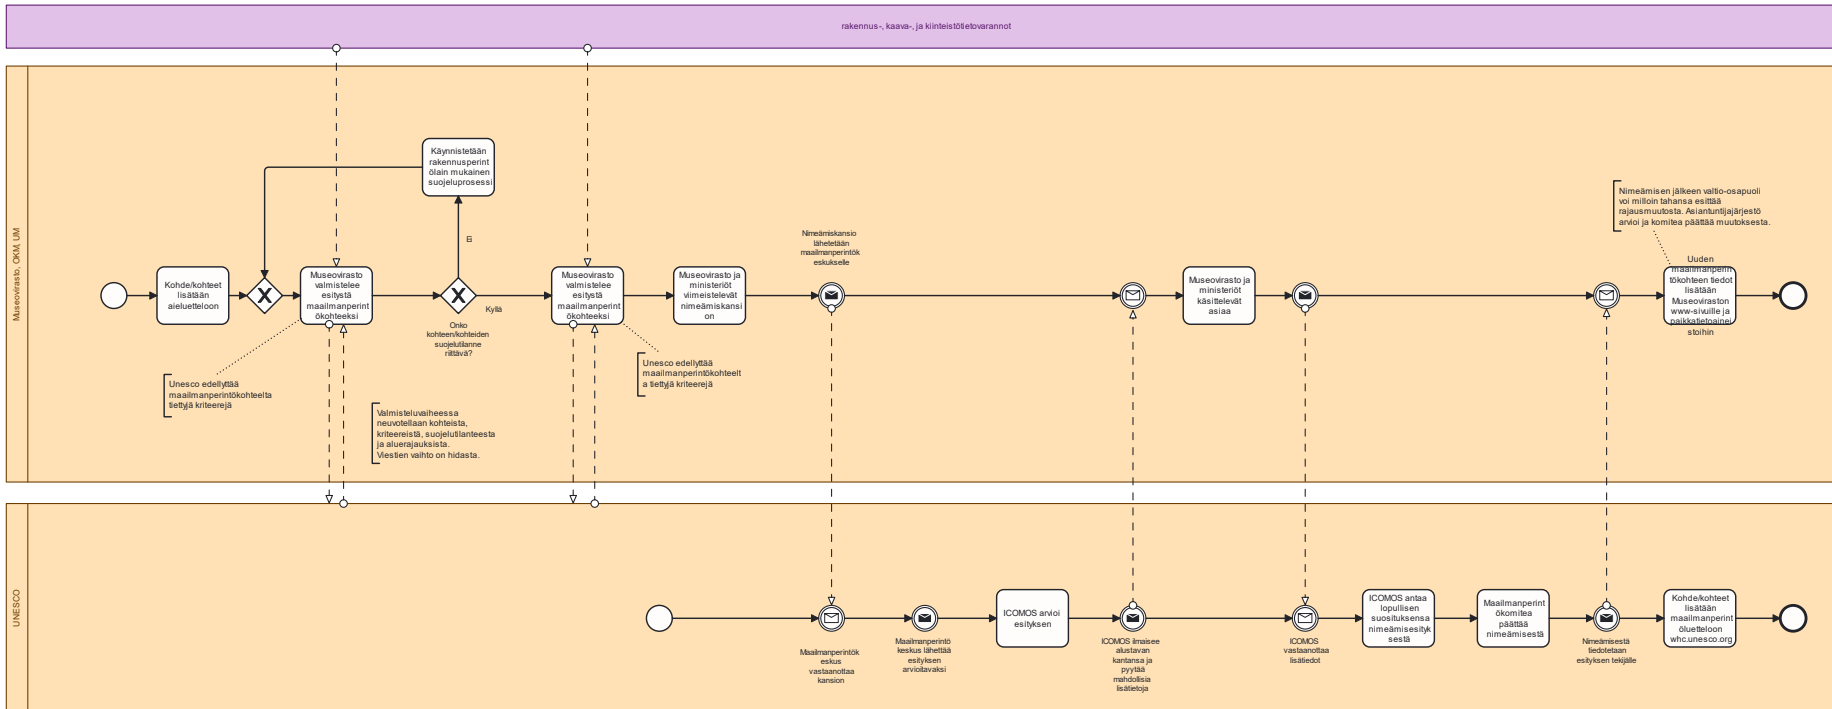 rakennus-, kaava-, ja kiinteistötietovarannot
Museovirasto, OKM, UM
Käynnistetään
rakennusperint
ölain mukainen
suojeluprosessi
Ei
Kohde/kohteet
lisätään
aieluetteloon
Museovirasto
valmistelee
esitystä
maailmanperint
ökohteeksi
Onko
kohteen/kohteiden
suojelutilanne
riittävä?
Kyllä
Museovirasto
valmistelee
esitystä
maailmanperint
ökohteeksi
Museovirasto ja
ministeriöt
viimeistelevät
nimeämiskansi
on
Nimeämiskansio
lähetetään
maailmanperintök
eskukselle
Museovirasto ja
ministeriöt
käsittelevät
asiaa
Nimeämisen jälkeen valtio-osapuoli
voi milloin tahansa esittää
rajausmuutosta. Asiantuntijajärjestö
arvioi ja komitea päättää muutoksesta.
Uuden
maailmanperin
tökohteen tiedot
lisätään
Museoviraston
www-sivuille ja
paikkatietoainei
stoihin
Unesco edellyttää
maailmanperintökohteelta
tiettyjä kriteerejä
Valmisteluvaiheessa
neuvotellaan kohteista,
kriteereistä, suojelutilanteesta
ja aluerajauksista.
Viestien vaihto on hidasta.
Unesco edellyttää
maailmanperintökohteelt
a tiettyjä kriteerejä
UNESCO
Maailmanperintök
eskus
vastaanottaa
kansion
Maailmanperintö
keskus lähettää
esityksen
arvioitavaksi
ICOMOS arvioi
esityksen
ICOMOS ilmaisee
alustavan
kantansa ja
pyytää
mahdollisia
lisätietoja
ICOMOS
vastaanottaa
lisätiedot
ICOMOS antaa
lopullisen
suosituksensa
nimeämisesityk
sestä
Maailmanperint
ökomitea
päättää
nimeämisestä
Nimeämisestä
tiedotetaan
esityksen tekijälle
Kohde/kohteet
lisätään
maailmanperint
öluetteloon
whc.unesco.org